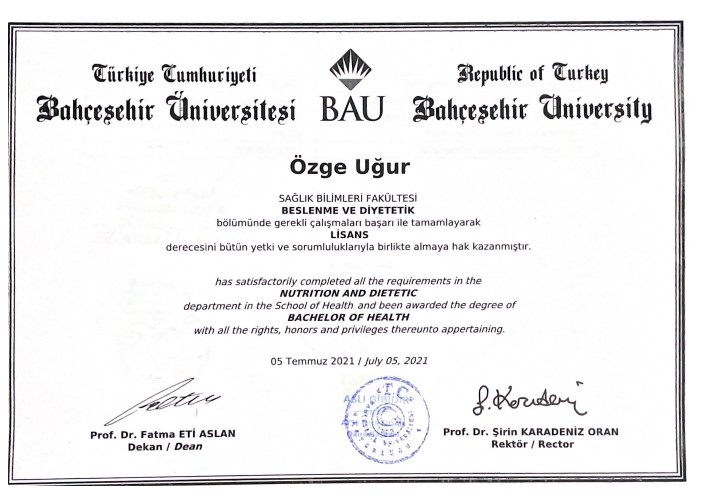 Türkiye Cumhuriyeti
Bahçeşehir Üniversitesi
BAU
Republic of Turkey
Bahçeşehir University
Özge Uğur
SAĞLIK BİLİMLERİ FAKÜLTESİ
BESLENME VE DİYETETİK
bölümünde gerekli çalışmaları başarı ile tamamlayarak
LİSANS
derecesini bütün yetki ve sorumluluklarıyla birlikte almaya hak kazanmıştır.
has satisfactorily completed all the requirements in the
NUTRITION AND DIETETIC
department in the School of Health and been awarded the degree of
BACHELOR OF HEALTH
with all the rights, honors and privileges thereunto appertaining.
05 Temmuz 2021 / July 05, 2021
T.C.
Prof. Dr. Fatma ETİ ASLAN
Dekan / Dean
Prof. Dr. Şirin KARADENİZ ORAN
Rektör / Rector